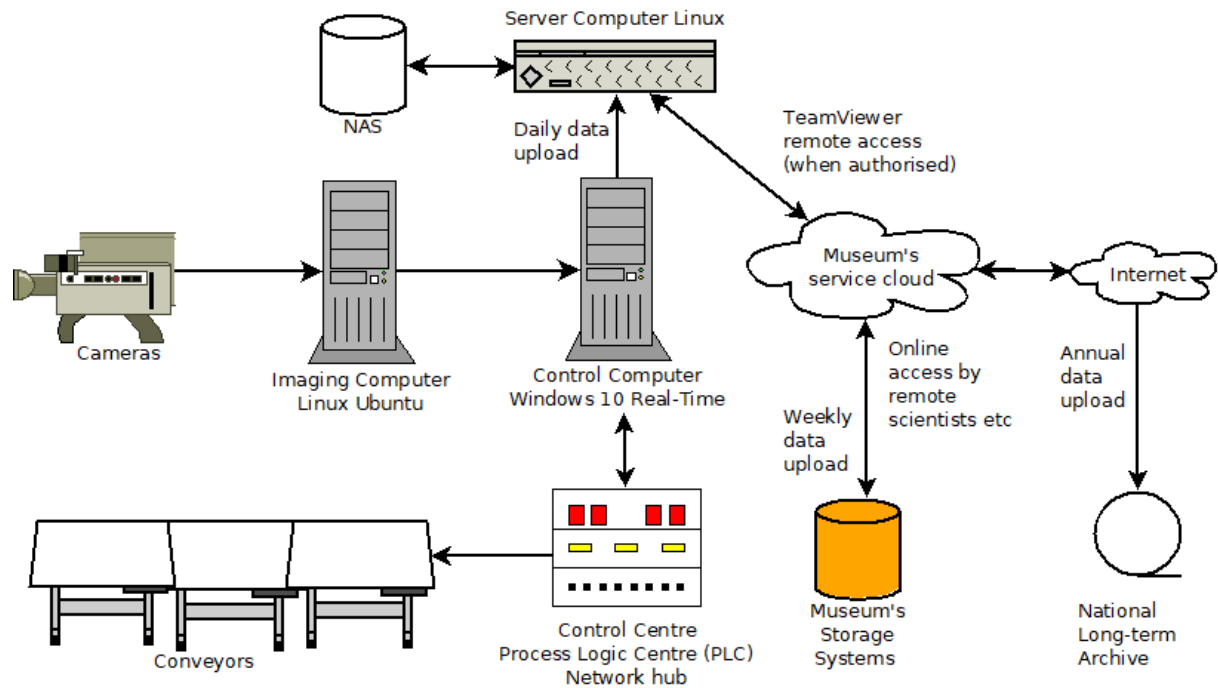 Server Computer Linux
NAS
Daily data
upload
TeamViewer
remote access
(when authorised)
Museum's
service cloud
Internet
Cameras
Imaging Computer
Linux Ubuntu
Control Computer
Windows 10 Real-Time
Online
access by
remote
scientists etc
Annual
data
upload
Weekly
data
upload
Conveyors
Control Centre
Process Logic Centre (PLC)
Network hub
Museum's
Storage
Systems
National
Long-term
Archive